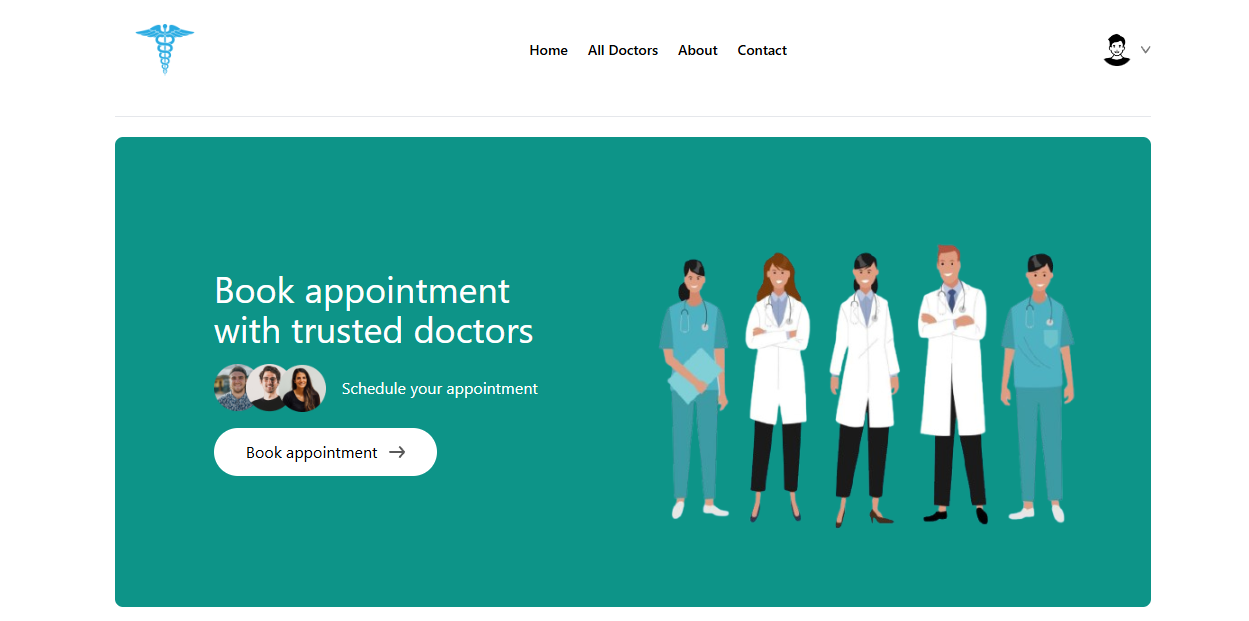 Home All Doctors About Contact
Book appointment
with trusted doctors
Schedule your appointment
Book appointment →